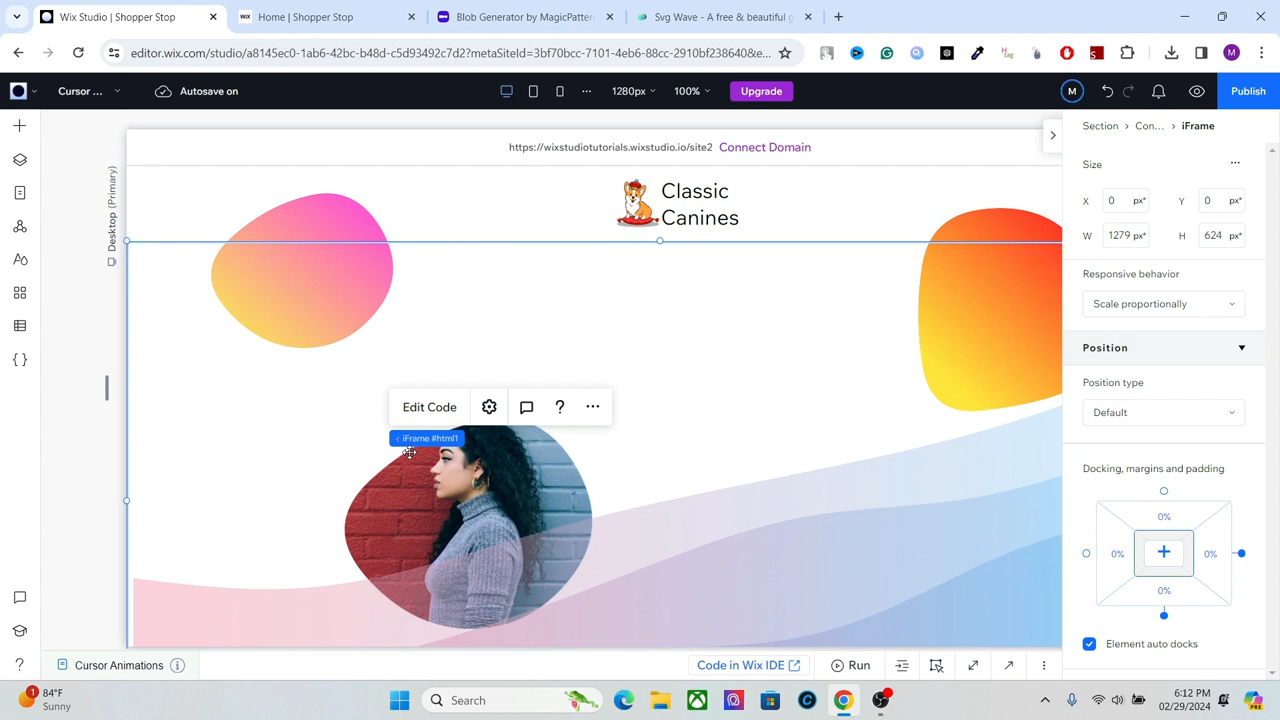 Wix Studio | Shopper Stop
Home | Shopper Stop
Blob Generator by MagicPattern
Svg Wave - A free & beautiful g
editor.wix.com/studio/a8145ec0-1ab6-42bc-b48d-c5d93492c7d2?metaSiteId=3bf70bcc-7101-4eb6-88cc-2910bf238640&e...
M
Cursor ...
Autosave on
1280px
100%
Upgrade
M
Publish
https://wixstudiotutorials.wixstudio.io/site2 Connect Domain
Desktop (Primary)
Classic
Canines
Edit Code
iFrame #html1
Section > Con... > iFrame
Size
X 0 px* Y 0 px*
W 1279 px* H 624 px*
Responsive behavior
Scale proportionally
Position
Position type
Default
Docking, margins and padding
0%
0% 0%
0%
Element auto docks
Cursor Animations
Code in Wix IDE
Run
1
84°F
Sunny
Search
6:12 PM
02/29/2024